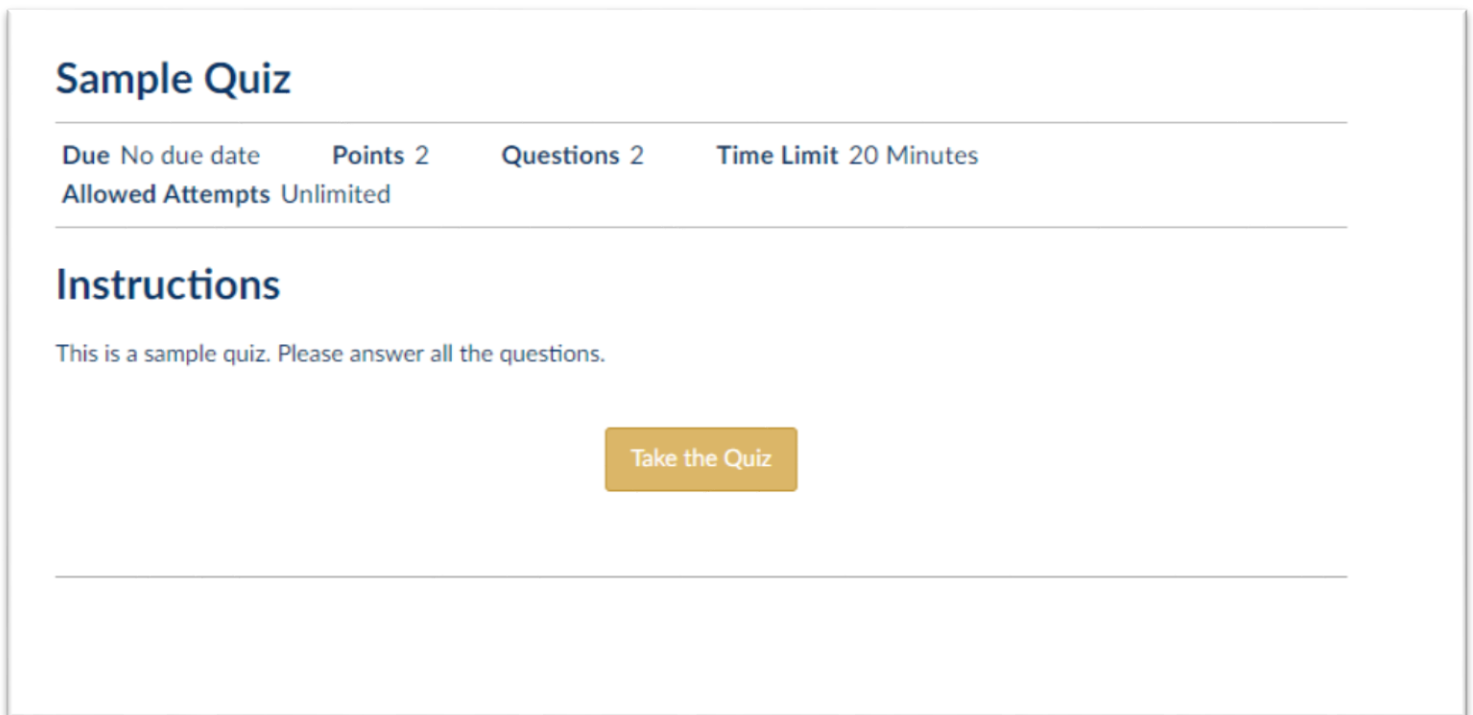 Sample Quiz
Due No due date Points 2 Questions 2 Time Limit 20 Minutes
Allowed Attempts Unlimited
Instructions
This is a sample quiz. Please answer all the questions.
Take the Quiz